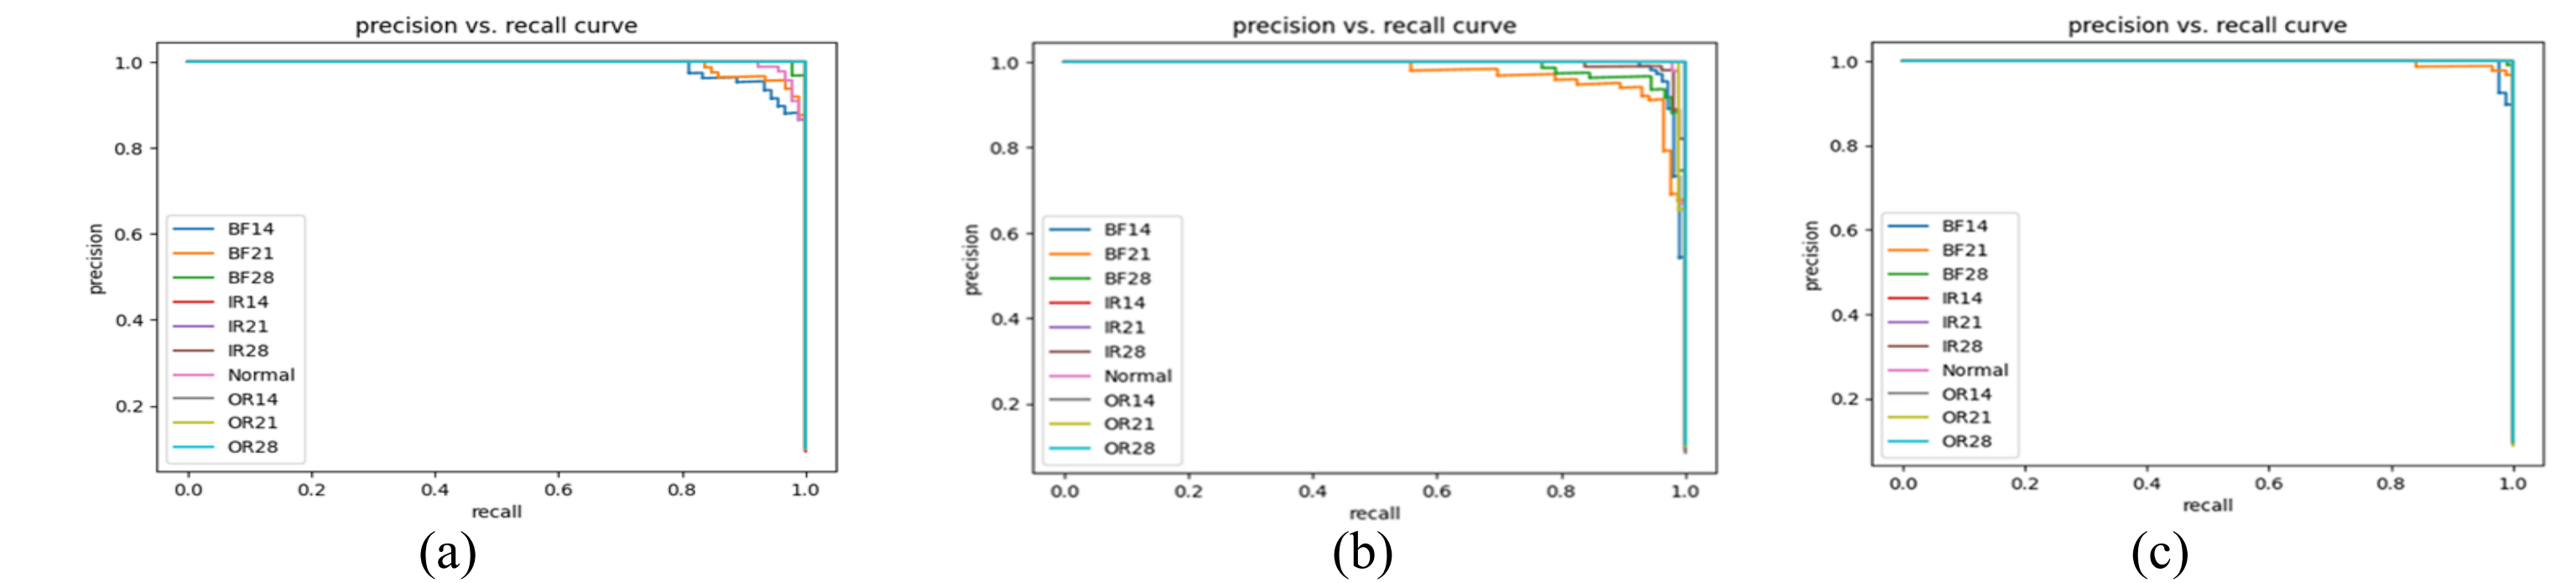 precision vs. recall curve
1.0
0.8
0.6
0.4
0.2
precision
BF14
BF21
BF28
IR14
IR21
IR28
Normal
OR14
OR21
OR28
0.0 0.2 0.4 0.6 0.8 1.0
recall
(a)
precision vs. recall curve
1.0
0.8
0.6
0.4
0.2
precision
BF14
BF21
BF28
IR14
IR21
IR28
Normal
OR14
OR21
OR28
0.0 0.2 0.4 0.6 0.8 1.0
recall
(b)
precision vs. recall curve
1.0
0.8
0.6
0.4
0.2
precision
BF14
BF21
BF28
IR14
IR21
IR28
Normal
OR14
OR21
OR28
0.0 0.2 0.4 0.6 0.8 1.0
recall
(c)